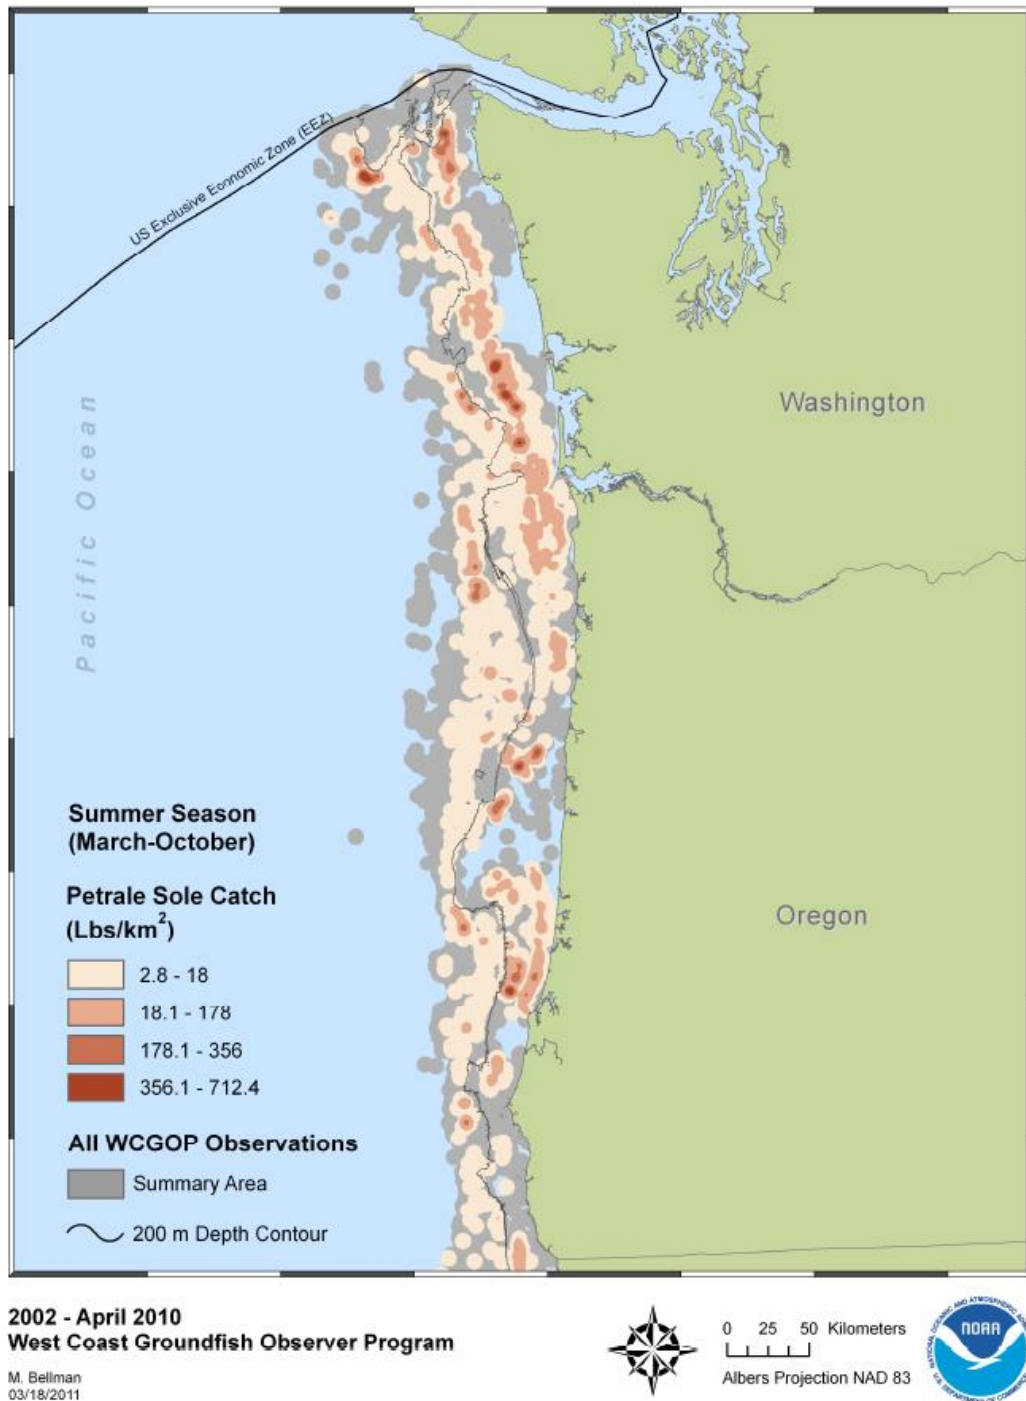 US Exclusive Economic Zone (EEZ)
Pacific Ocean
Washington
Oregon
Summer Season
(March-October)
Petrale Sole Catch
(Lbs/km²)
2.8 - 18
18.1 - 178
178.1 - 356
356.1 - 712.4
All WCGOP Observations
Summary Area
200 m Depth Contour
2002 - April 2010
West Coast Groundfish Observer Program
M. Bellman
03/18/2011
0 25 50 Kilometers
Albers Projection NAD 83
NOAA